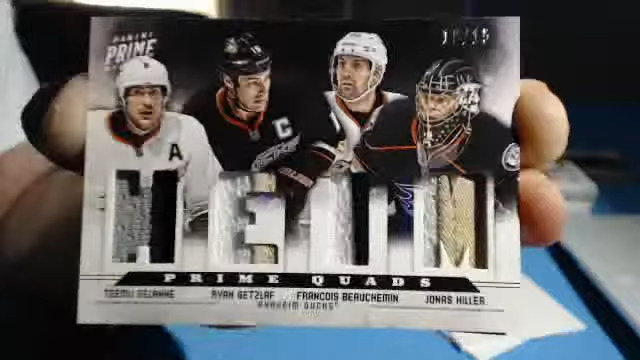 PANINI
PRIME
A
C
PRIME QUADS
TEEMU SELANNE RYAN GETZLAF FRANCOIS BEAUCHEMIN JONAS HILLER
ANAHEIM DUCKS